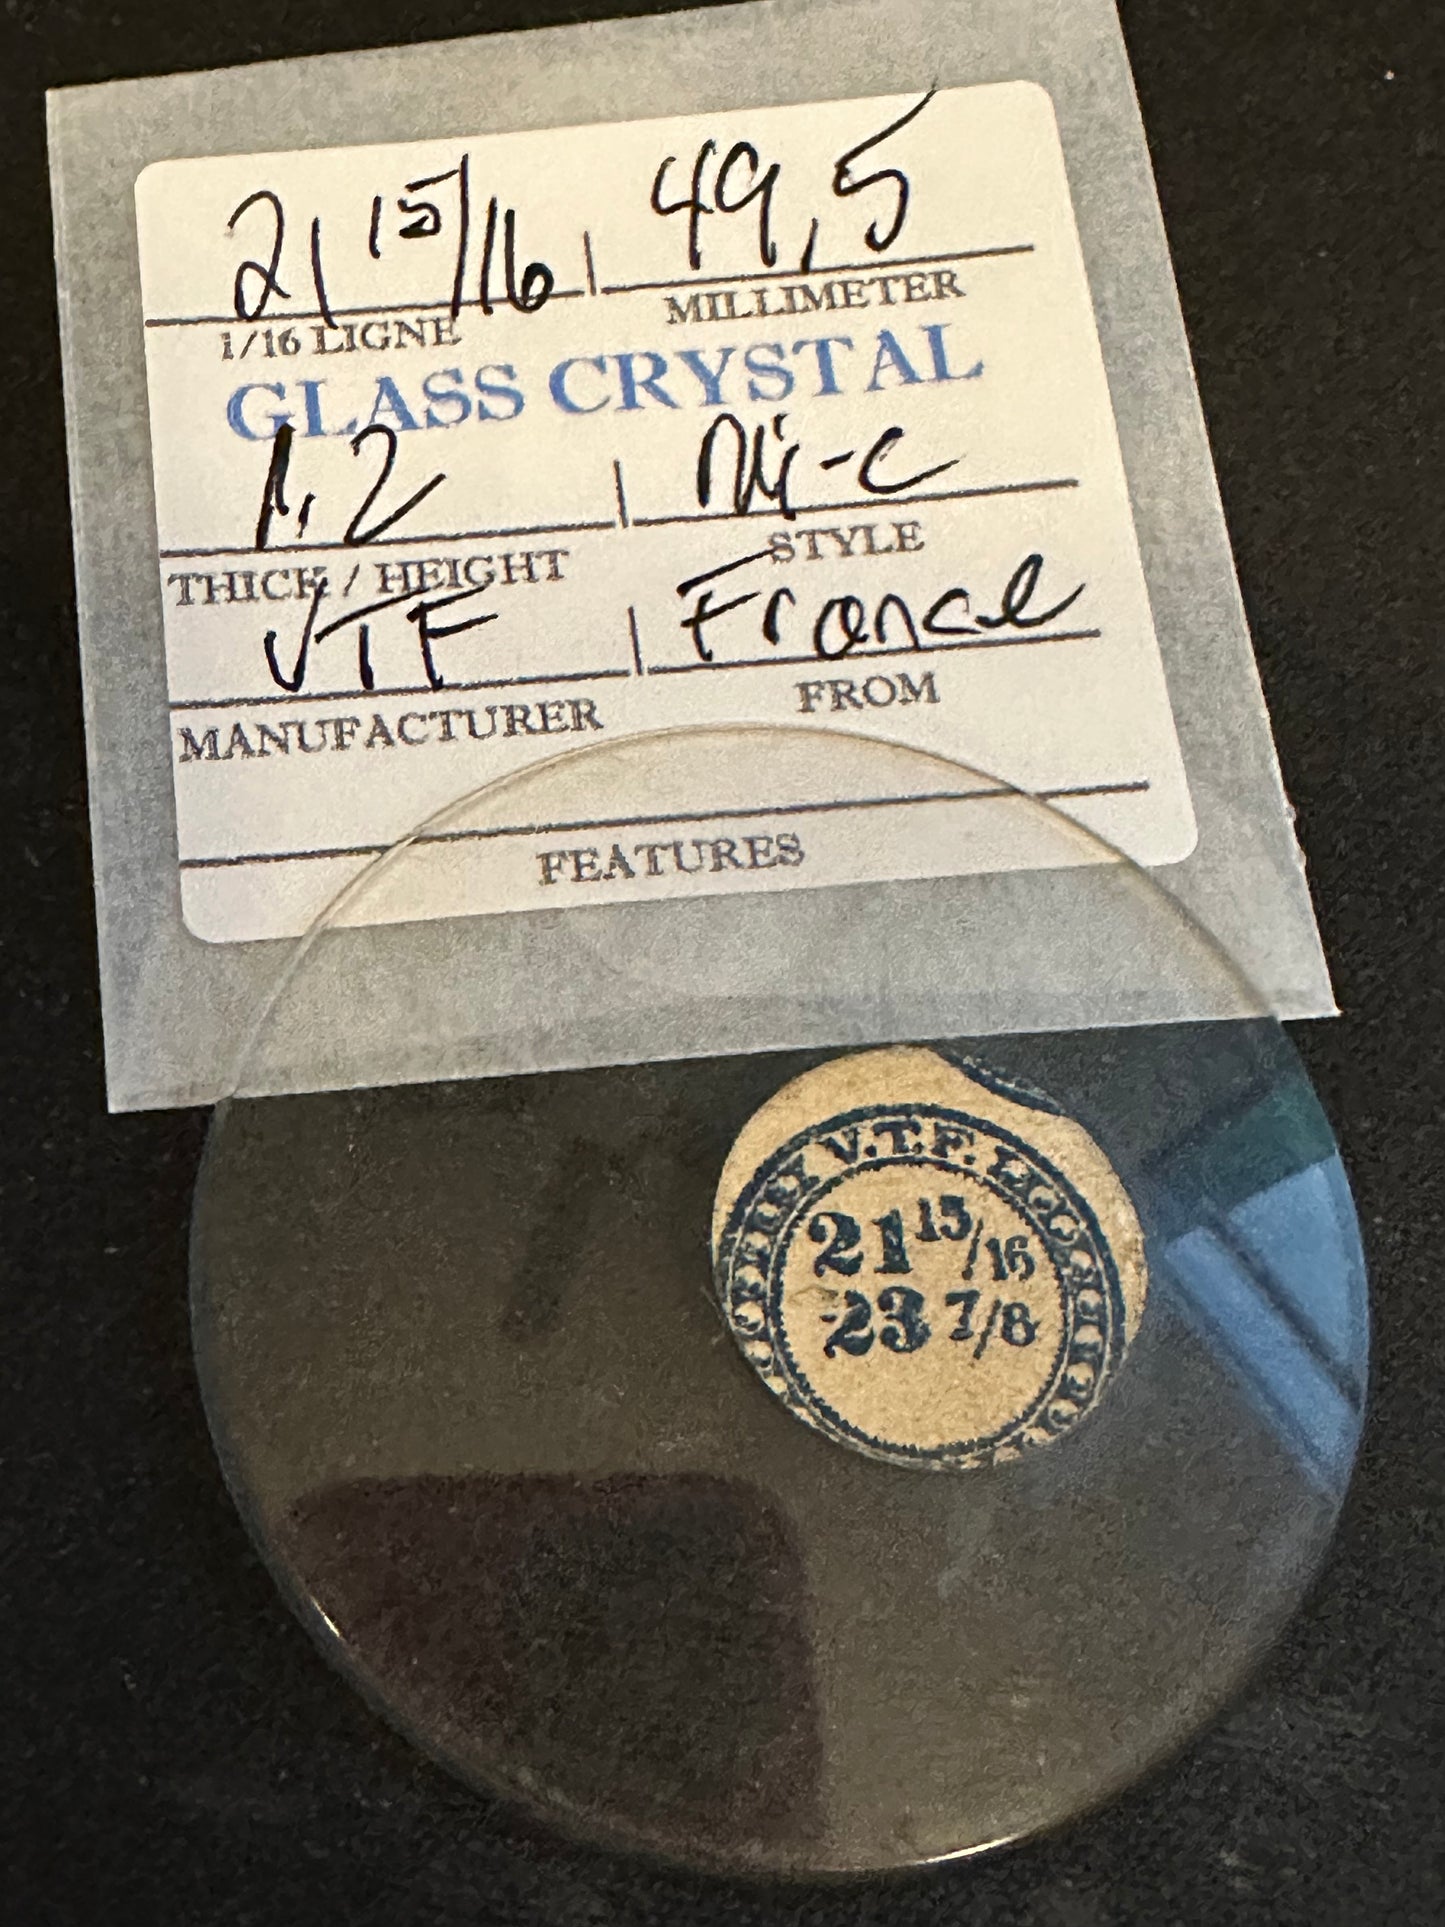 21 15/16 49,5
1/16 LIGNE MILLIMETER
GLASS CRYSTAL
1.2 Mi-c
THICK / HEIGHT STYLE
VTF France
MANUFACTURER FROM
FEATURES
V.T.F.
21 15/16
23 7/8